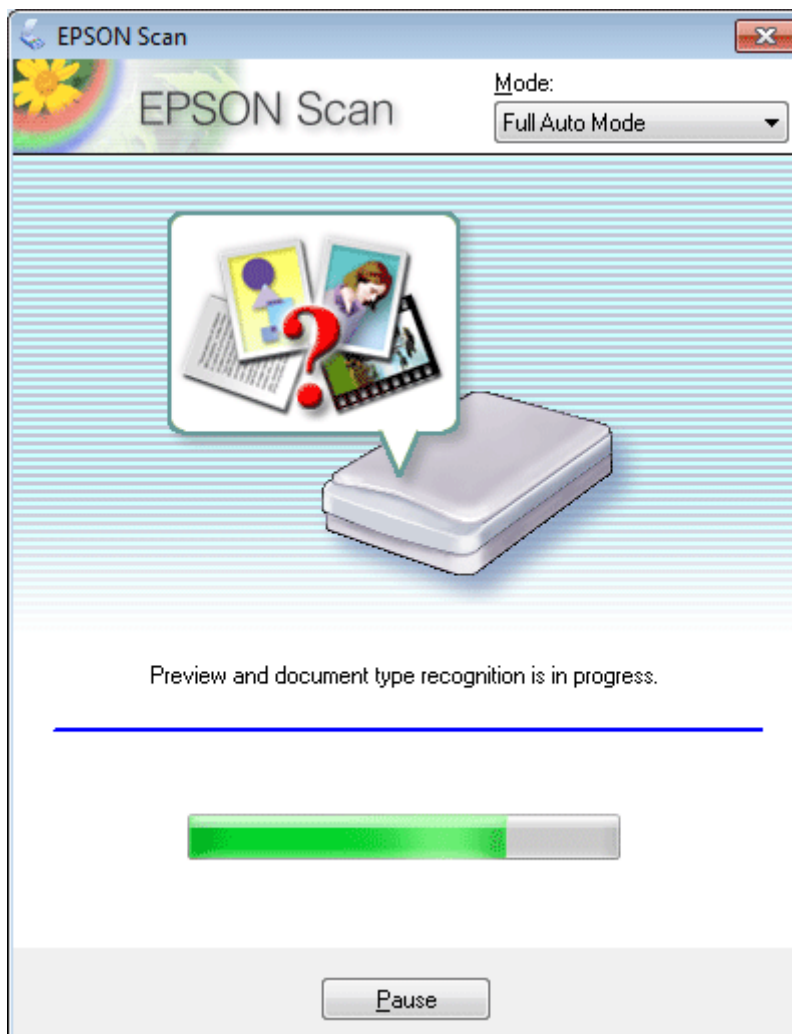 EPSON Scan
EPSON Scan
Mode:
Full Auto Mode
Preview and document type recognition is in progress.
Pause